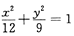 x²/12 + y²/9 = 1